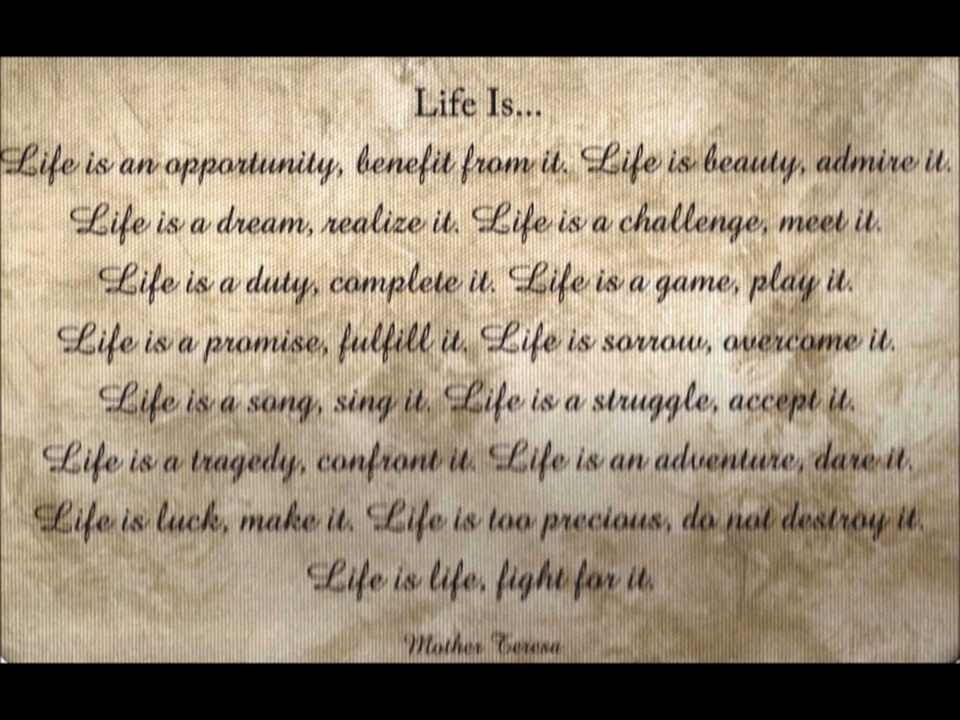 Life Is...
Life is an opportunity, benefit from it. Life is beauty, admire it.
Life is a dream, realize it. Life is a challenge, meet it.
Life is a duty, complete it. Life is a game, play it.
Life is a promise, fulfill it. Life is sorrow, overcome it.
Life is a song, sing it. Life is a struggle, accept it.
Life is a tragedy, confront it. Life is an adventure, dare it.
Life is luck, make it. Life is too precious, do not destroy it.
Life is life, fight for it.
Mother Teresa